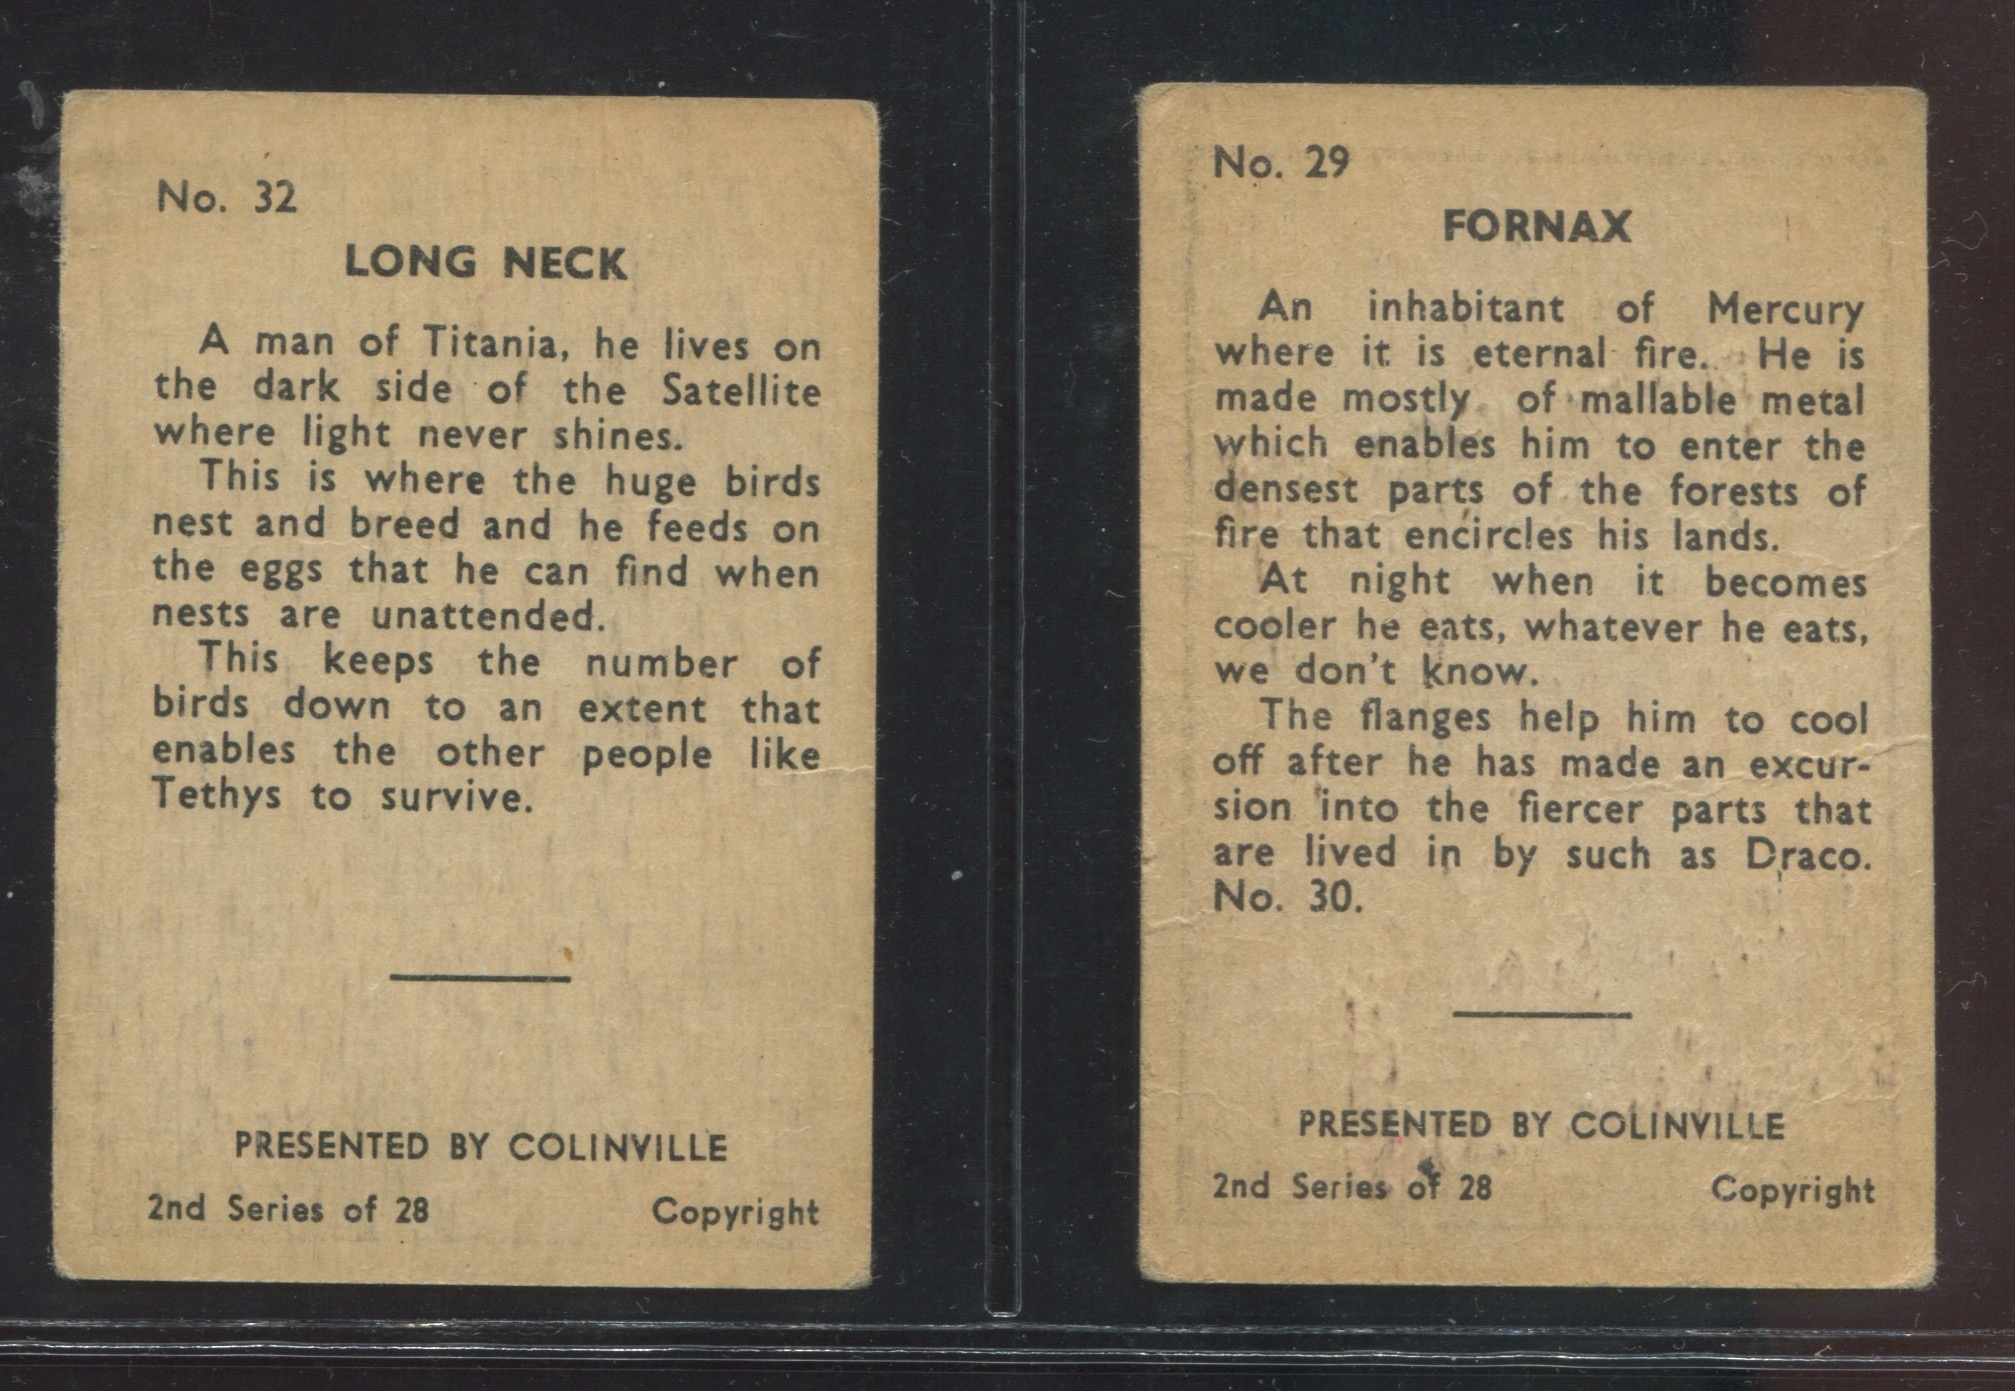 No. 32
LONG NECK
A man of Titania, he lives on
the dark side of the Satellite
where light never shines.
This is where the huge birds
nest and breed and he feeds on
the eggs that he can find when
nests are unattended.
This keeps the number of
birds down to an extent that
enables the other people like
Tethys to survive.
PRESENTED BY COLINVILLE
2nd Series of 28 Copyright
No. 29
FORNAX
An inhabitant of Mercury
where it is eternal fire. He is
made mostly of mallable metal
which enables him to enter the
densest parts of the forests of
fire that encircles his lands.
At night when it becomes
cooler he eats, whatever he eats,
we don't know.
The flanges help him to cool
off after he has made an excur-
sion into the fiercer parts that
are lived in by such as Draco.
No. 30.
PRESENTED BY COLINVILLE
2nd Series of 28 Copyright